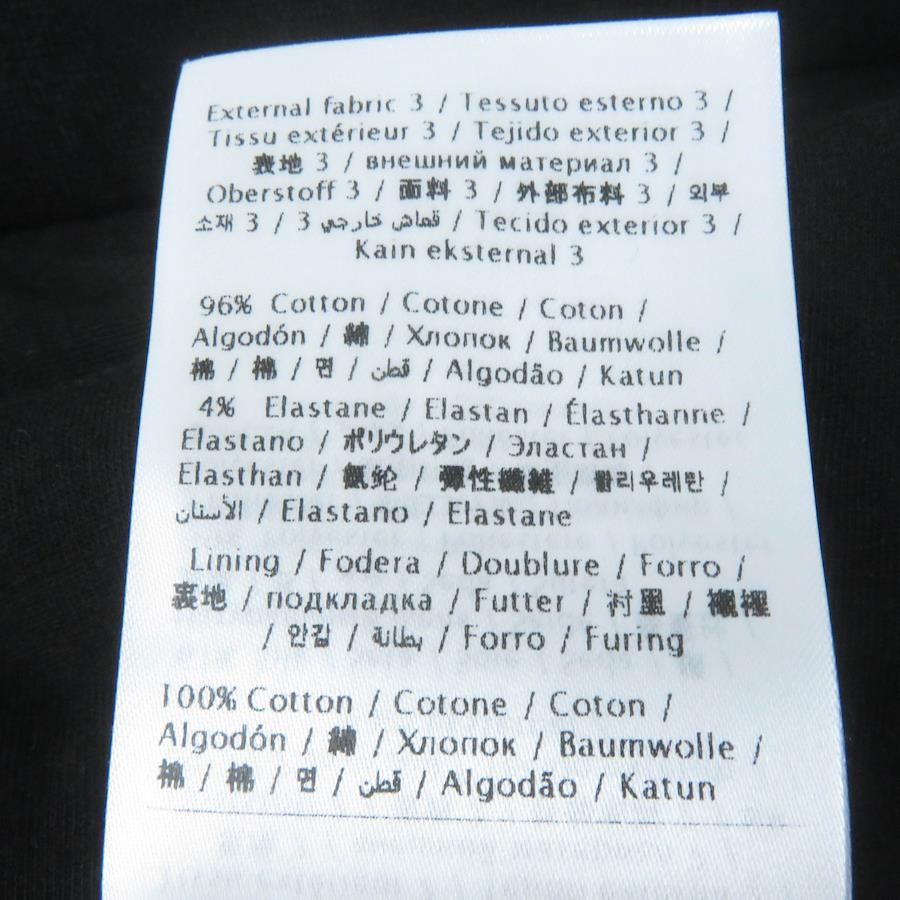 External fabric 3 / Tessuto esterno 3 /
Tissu extérieur 3 / Tejido exterior 3 /
表地 3 / внешний материал 3 /
Oberstoff 3 / 面料 3 / 外部布料 3 / 외부
소재 3 / قماش خارجي 3 / Tecido exterior 3 /
Kain eksternal 3
96% Cotton / Cotone / Coton /
Algodón / 綿 / Хлопок / Baumwolle /
棉 / 棉 / 면 / قطن / Algodão / Katun
4% Elastane / Elastan / Élasthanne /
Elastano / ポリウレタン / Эластан /
Elasthan / 氨纶 / 彈性纖維 / 폴리우레탄 /
الاستان / Elastano / Elastane
Lining / Fodera / Doublure / Forro /
裏地 / подкладка / Futter / 衬里 / 襯裡
/ 안감 / بطانة / Forro / Furing
100% Cotton / Cotone / Coton /
Algodón / 綿 / Хлопок / Baumwolle /
棉 / 棉 / 면 / قطن / Algodão / Katun